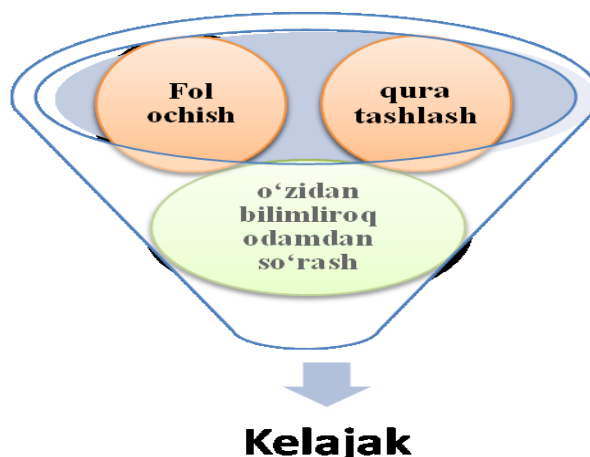 Fol
ochish
qura
tashlash
o‘zidan
bilimliroq
odamdan
so‘rash
Kelajak